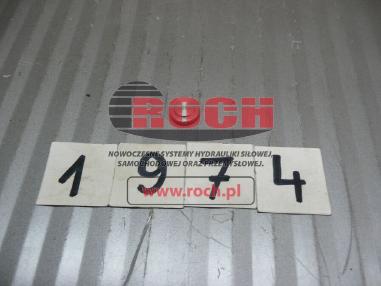 ROCH
NOWOCZESNE SYSTEMY HYDRAULIKI SIŁOWEJ,
SAMOCHODOWEJ ORAZ PRZEMYSŁOWEJ.
1 9 7 4
www.roch.pl